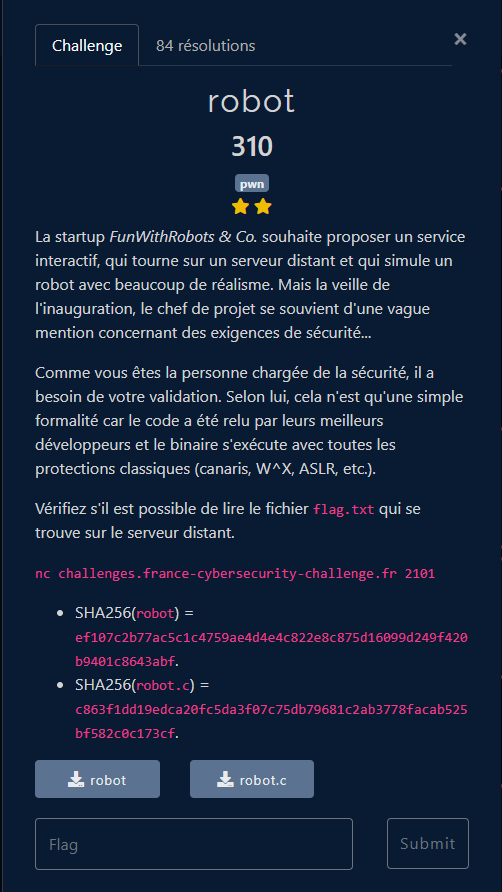 Challenge
84 résolutions
×
robot
310
pwn
La startup FunWithRobots & Co. souhaite proposer un service
interactif, qui tourne sur un serveur distant et qui simule un
robot avec beaucoup de réalisme. Mais la veille de
l'inauguration, le chef de projet se souvient d'une vague
mention concernant des exigences de sécurité...
Comme vous êtes la personne chargée de la sécurité, il a
besoin de votre validation. Selon lui, cela n'est qu'une simple
formalité car le code a été relu par leurs meilleurs
développeurs et le binaire s'exécute avec toutes les
protections classiques (canaris, W^X, ASLR, etc.).
Vérifiez s'il est possible de lire le fichier flag.txt qui se
trouve sur le serveur distant.
nc challenges.france-cybersecurity-challenge.fr 2101
• SHA256(robot) =
ef107c2b77ac5c1c4759ae4d4e4c822e8c875d16099d249f420
b9401c8643abf.
• SHA256(robot.c) =
c863f1dd19edca20fc5da3f07c75db79681c2ab3778facab525
bf582c0c173cf.
robot
robot.c
Flag
Submit